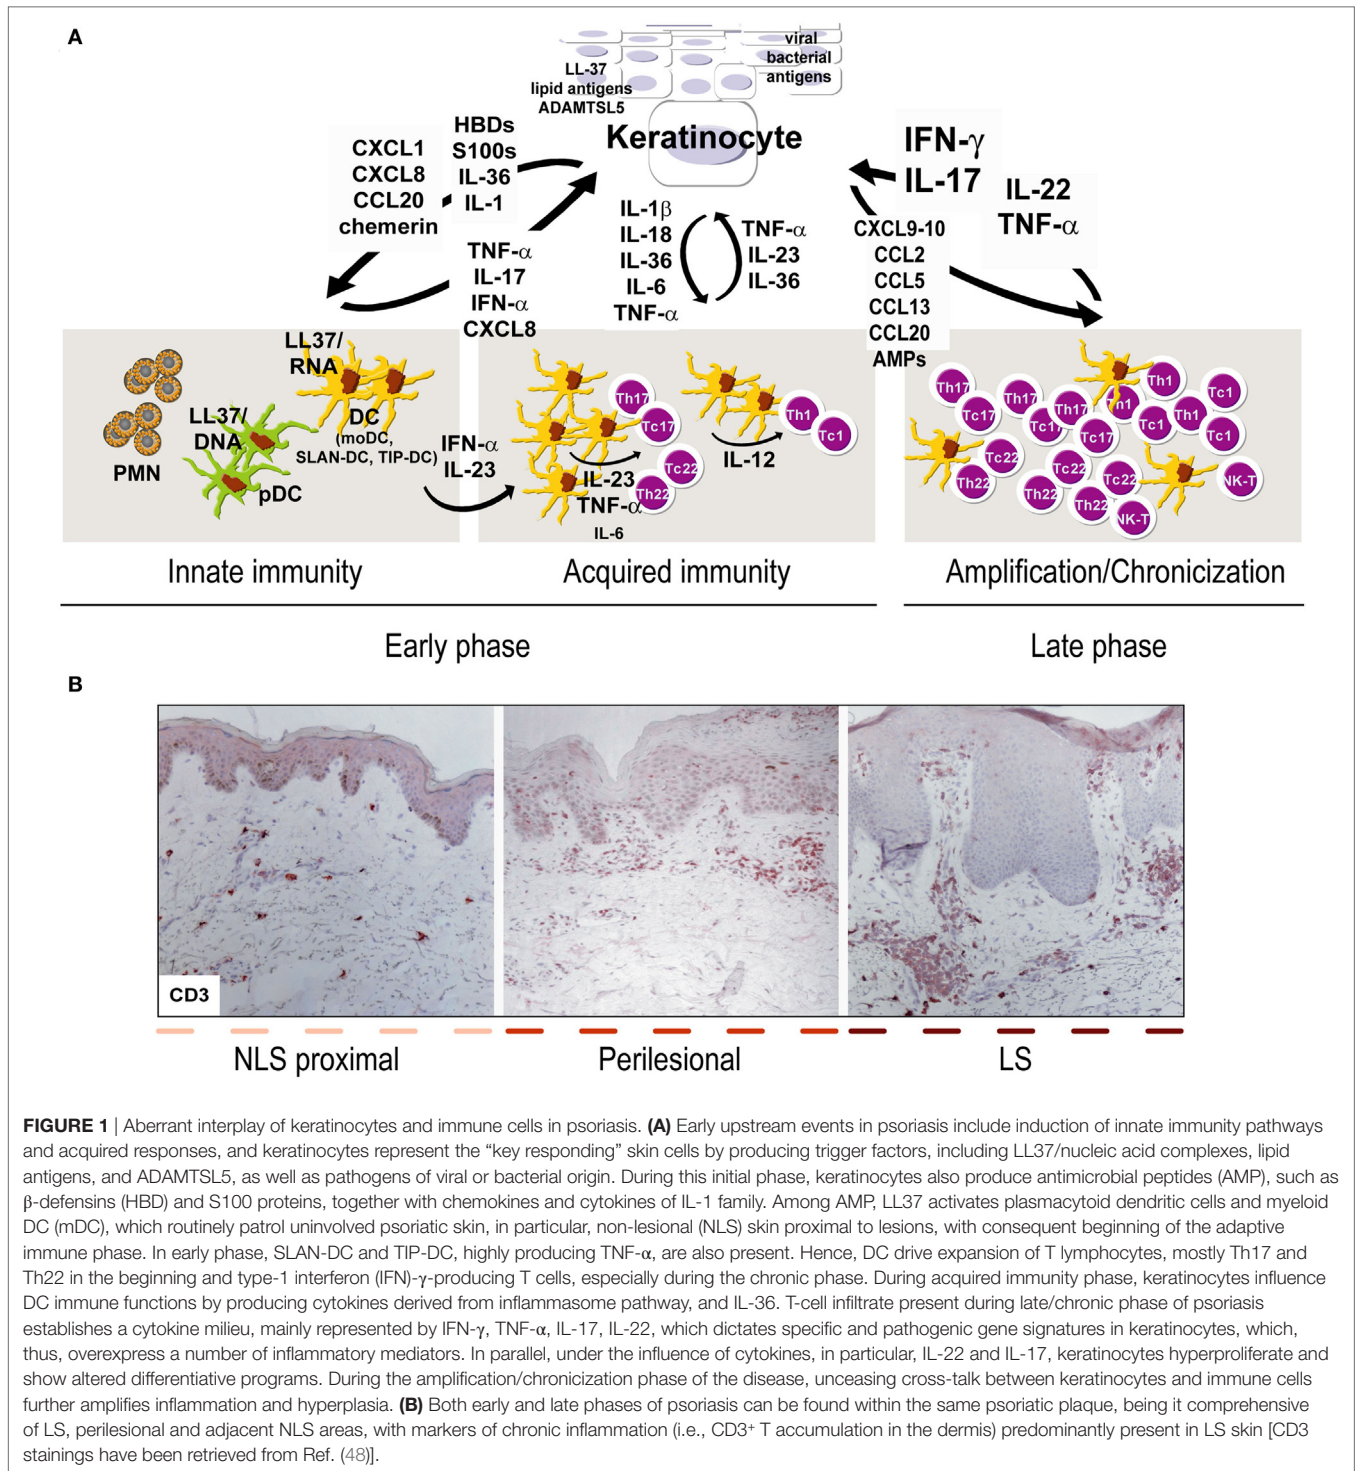 A
viral
bacterial
antigens
LL-37
lipid antigens
ADAMTSL5
Keratinocyte
CXCL1
CXCL8
CCL20
chemerin
HBDs
S100s
IL-36
IL-1
TNF-α
IL-17
IFN-α
CXCL8
IL-1β
IL-18
IL-36
IL-6
TNF-α
TNF-α
IL-23
IL-36
IFN-γ
IL-17
IL-22
TNF-α
CXCL9-10
CCL2
CCL5
CCL13
CCL20
AMPs
LL37/
RNA
LL37/
DNA
PMN
pDC
DC
(moDC,
SLAN-DC, TIP-DC)
IFN-α
IL-23
Th17
Tc17
Tc22
Th22
IL-23
TNF-α
IL-6
IL-12
Th1
Tc1
Th17
Tc17
Th17
Tc17
Th17
Tc17
Th1
Th1
Tc1
Tc1
Th1
Tc1
Tc22
Th22
Tc22
Th22
Tc22
Th22
NK-T
NK-T
Innate immunity
Acquired immunity
Amplification/Chronicization
Early phase
Late phase
B
CD3
NLS proximal
Perilesional
LS
FIGURE 1 | Aberrant interplay of keratinocytes and immune cells in psoriasis. (A) Early upstream events in psoriasis include induction of innate immunity pathways
and acquired responses, and keratinocytes represent the “key responding” skin cells by producing trigger factors, including LL37/nucleic acid complexes, lipid
antigens, and ADAMTSL5, as well as pathogens of viral or bacterial origin. During this initial phase, keratinocytes also produce antimicrobial peptides (AMP), such as
β-defensins (HBD) and S100 proteins, together with chemokines and cytokines of IL-1 family. Among AMP, LL37 activates plasmacytoid dendritic cells and myeloid
DC (mDC), which routinely patrol uninvolved psoriatic skin, in particular, non-lesional (NLS) skin proximal to lesions, with consequent beginning of the adaptive
immune phase. In early phase, SLAN-DC and TIP-DC, highly producing TNF-α, are also present. Hence, DC drive expansion of T lymphocytes, mostly Th17 and
Th22 in the beginning and type-1 interferon (IFN)-γ-producing T cells, especially during the chronic phase. During acquired immunity phase, keratinocytes influence
DC immune functions by producing cytokines derived from inflammasome pathway, and IL-36. T-cell infiltrate present during late/chronic phase of psoriasis
establishes a cytokine milieu, mainly represented by IFN-γ, TNF-α, IL-17, IL-22, which dictates specific and pathogenic gene signatures in keratinocytes, which,
thus, overexpress a number of inflammatory mediators. In parallel, under the influence of cytokines, in particular, IL-22 and IL-17, keratinocytes hyperproliferate and
show altered differentiative programs. During the amplification/chronicization phase of the disease, unceasing cross-talk between keratinocytes and immune cells
further amplifies inflammation and hyperplasia. (B) Both early and late phases of psoriasis can be found within the same psoriatic plaque, being it comprehensive
of LS, perilesional and adjacent NLS areas, with markers of chronic inflammation (i.e., CD3⁺ T accumulation in the dermis) predominantly present in LS skin [CD3
stainings have been retrieved from Ref. (48)].